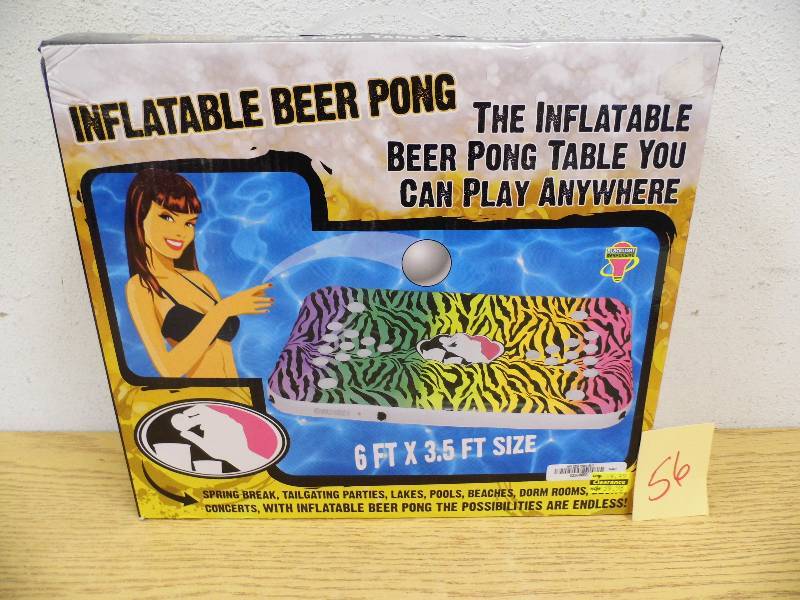 INFLATABLE BEER PONG
THE INFLATABLE
BEER PONG TABLE YOU
CAN PLAY ANYWHERE
BLACKLIGHT
RESPONSIVE
6 FT X 3.5 FT SIZE
Clearance
56
SPRING BREAK, TAILGATING PARTIES, LAKES, POOLS, BEACHES, DORM ROOMS,
CONCERTS, WITH INFLATABLE BEER PONG THE POSSIBILITIES ARE ENDLESS!